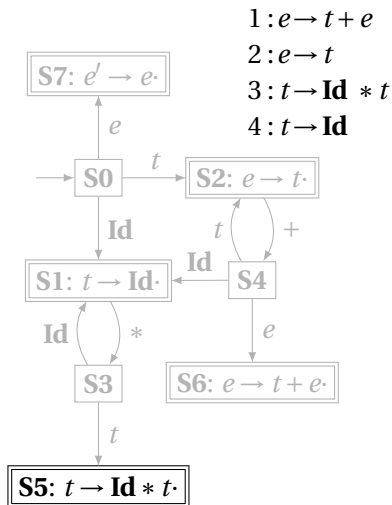 1: e → t + e
2: e → t
3: t → Id * t
4: t → Id
S7: e′ → e·
e
S0
t
S2: e → t·
Id
t
+
S1: t → Id·
Id
S4
Id
*
e
S3
S6: e → t + e·
t
S5: t → Id * t·